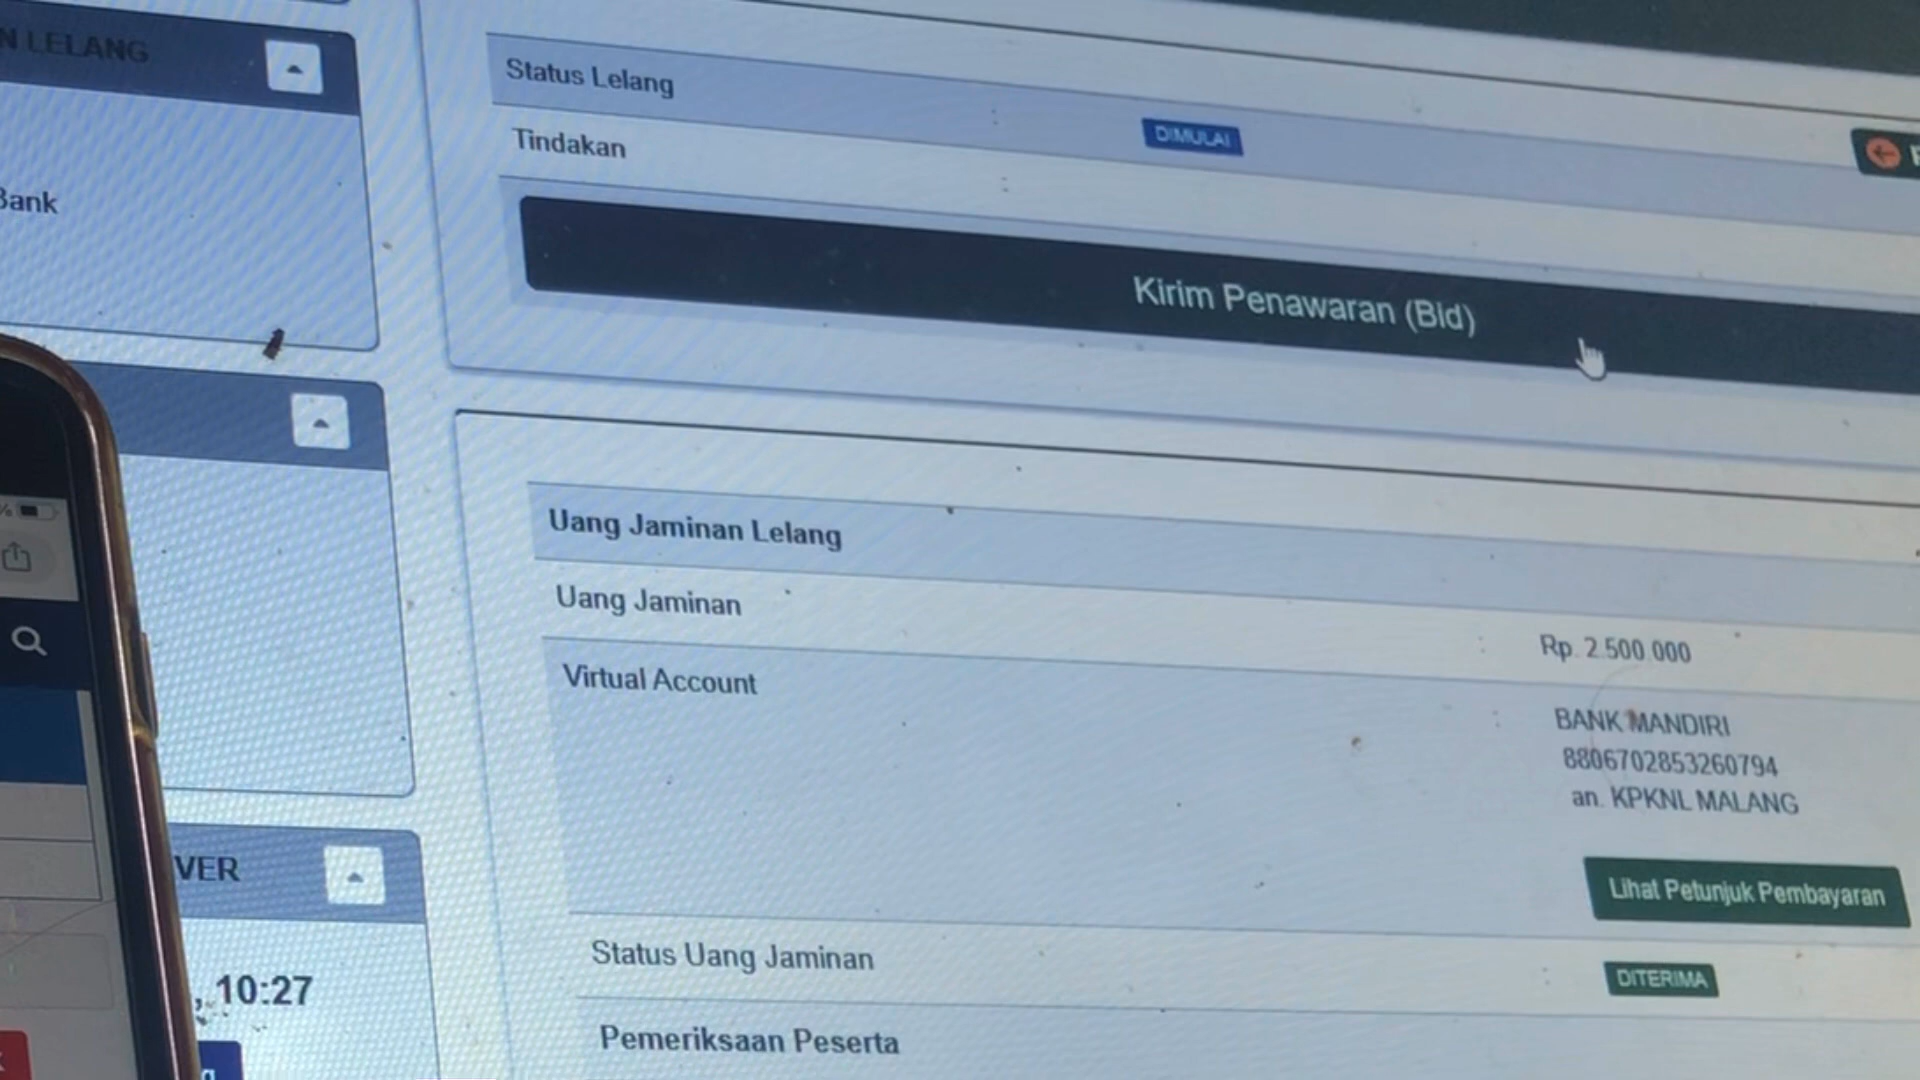 N LELANG
Bank
VER
, 10:27
Status Lelang
:
DIMULAI
Tindakan
:
Kirim Penawaran (Bid)
Uang Jaminan Lelang
Uang Jaminan
:
Rp. 2.500.000
Virtual Account
:
BANK MANDIRI
8806702853260794
an. KPKNL MALANG
Lihat Petunjuk Pembayaran
Status Uang Jaminan
:
DITERIMA
Pemeriksaan Peserta